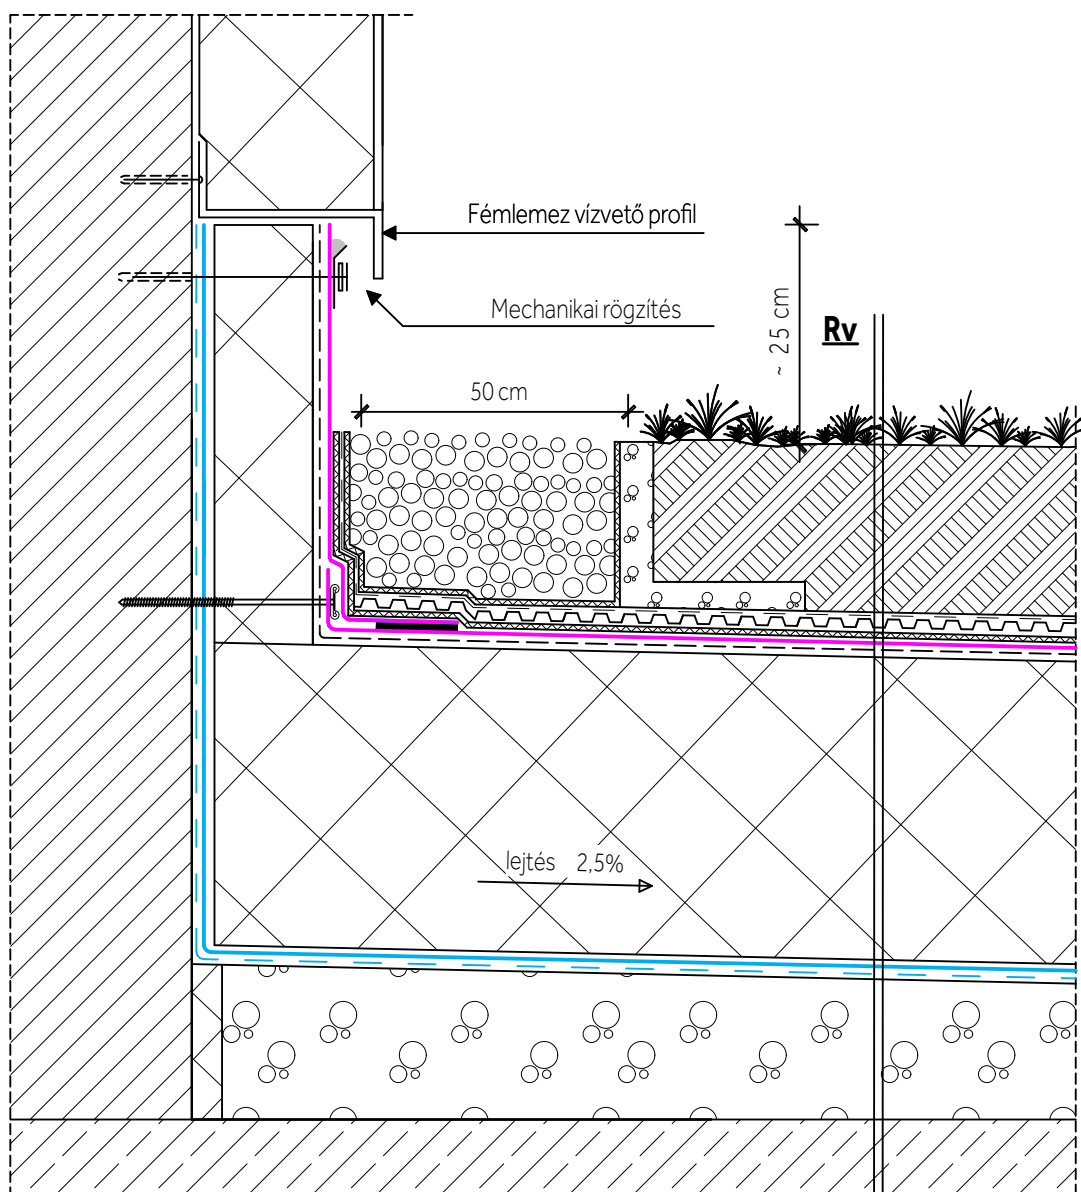 Fémlemez vízvető profil
Mechanikai rögzítés
~ 25 cm
Rv
50 cm
lejtés 2,5%